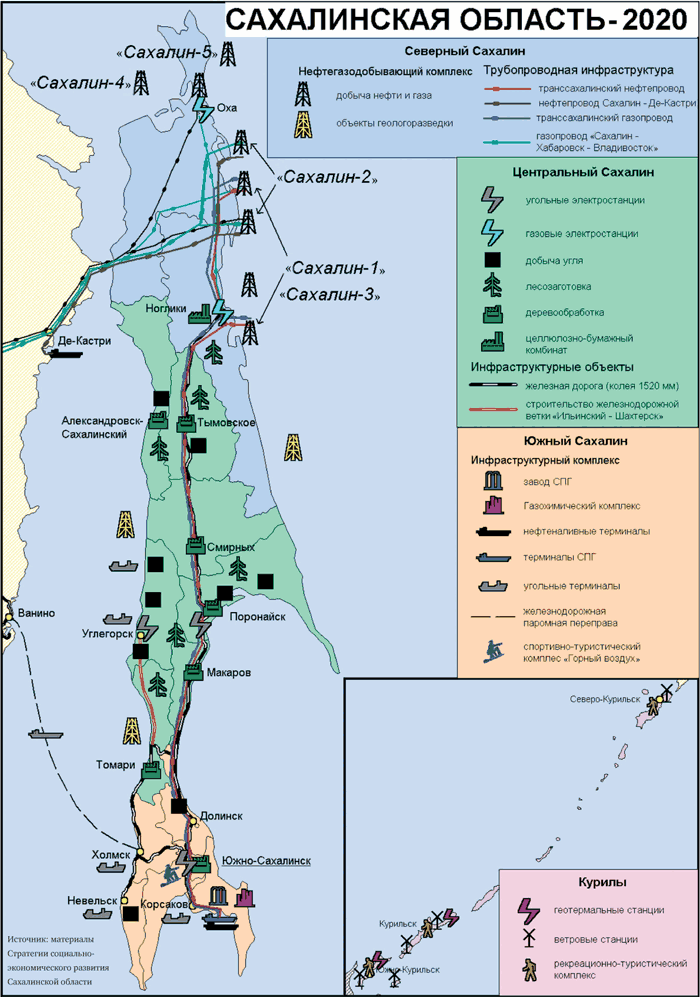 САХАЛИНСКАЯ ОБЛАСТЬ - 2020
Северный Сахалин
Нефтегазодобывающий комплекс
добыча нефти и газа
объекты геологоразведки
Трубопроводная инфраструктура
транссахалинский нефтепровод
нефтепровод Сахалин - Де-Кастри
транссахалинский газопровод
газопровод «Сахалин -
Хабаровск - Владивосток»
Центральный Сахалин
угольные электростанции
газовые электростанции
добыча угля
лесозаготовка
деревообработка
целлюлозно-бумажный
комбинат
Инфраструктурные объекты
железная дорога (колея 1520 мм)
строительство железнодорожной
ветки «Ильинский - Шахтерск»
Южный Сахалин
Инфраструктурный комплекс
завод СПГ
Газохимический комплекс
нефтеналивные терминалы
терминалы СПГ
угольные терминалы
железнодорожная
паромная переправа
спортивно-туристический
комплес «Горный воздух»
«Сахалин-5»
«Сахалин-4»
Оха
«Сахалин-2»
«Сахалин-1»
«Сахалин-3»
Ноглики
Де-Кастри
Александровск-
Сахалинский
Тымовское
Смирных
Поронайск
Ванино
Углегорск
Макаров
Томари
Долинск
Холмск
Южно-Сахалинск
Невельск
Корсаков
Северо-Курильск
Курильск
Южно-Курильск
Курилы
геотермальные станции
ветровые станции
рекреационно-туристический
комплекс
Источник: материалы
Стратегии социально-
экономического развития
Сахалинской области